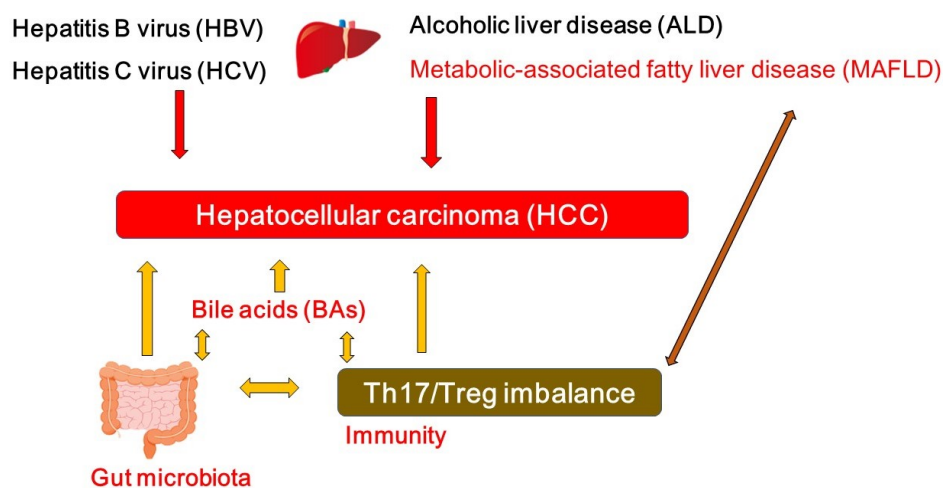 Hepatitis B virus (HBV)
Hepatitis C virus (HCV)
Alcoholic liver disease (ALD)
Metabolic-associated fatty liver disease (MAFLD)
Hepatocellular carcinoma (HCC)
Bile acids (BAs)
Th17/Treg imbalance
Immunity
Gut microbiota